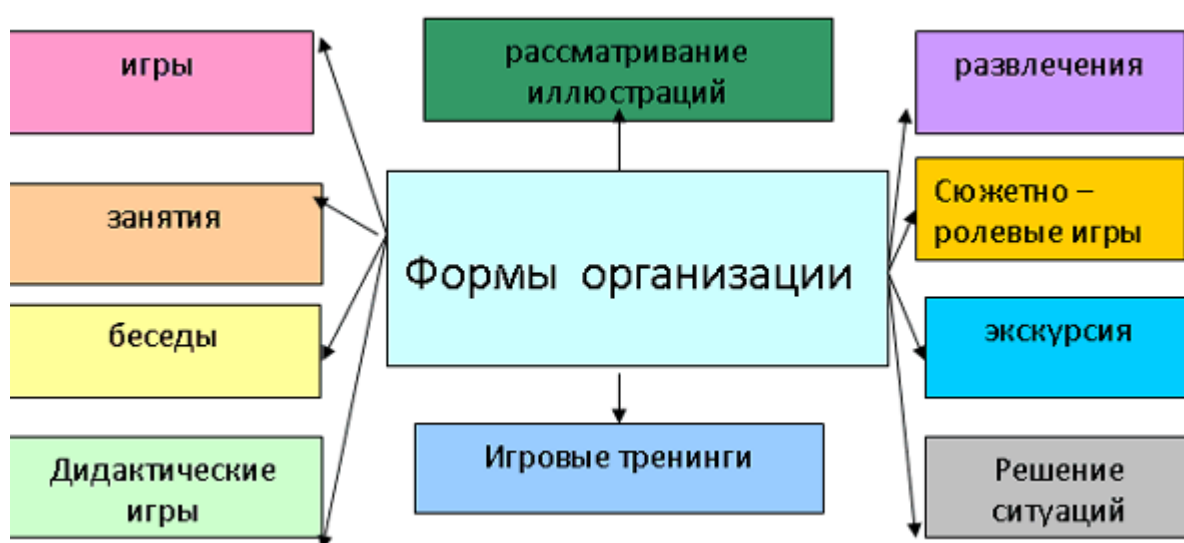 игры
рассматривание
иллюстраций
развлечения
занятия
Сюжетно –
ролевые игры
Формы организации
беседы
экскурсия
Дидактические
игры
Игровые тренинги
Решение
ситуаций